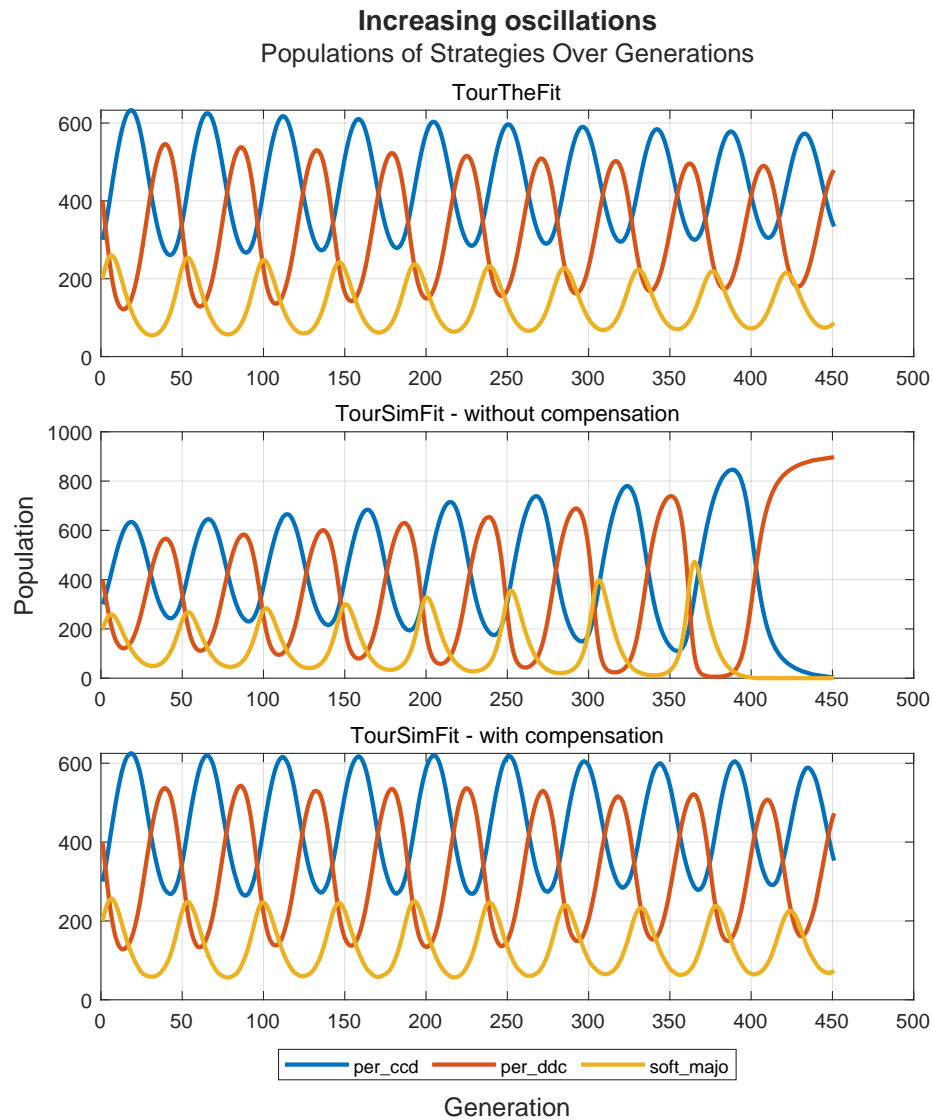 Increasing oscillations
Populations of Strategies Over Generations
TourTheFit
600
400
200
0
0 50 100 150 200 250 300 350 400 450 500
TourSimFit - without compensation
1000
800
600
400
200
0
0 50 100 150 200 250 300 350 400 450 500
Population
TourSimFit - with compensation
600
400
200
0
0 50 100 150 200 250 300 350 400 450 500
per_ccd per_ddc soft_majo
Generation